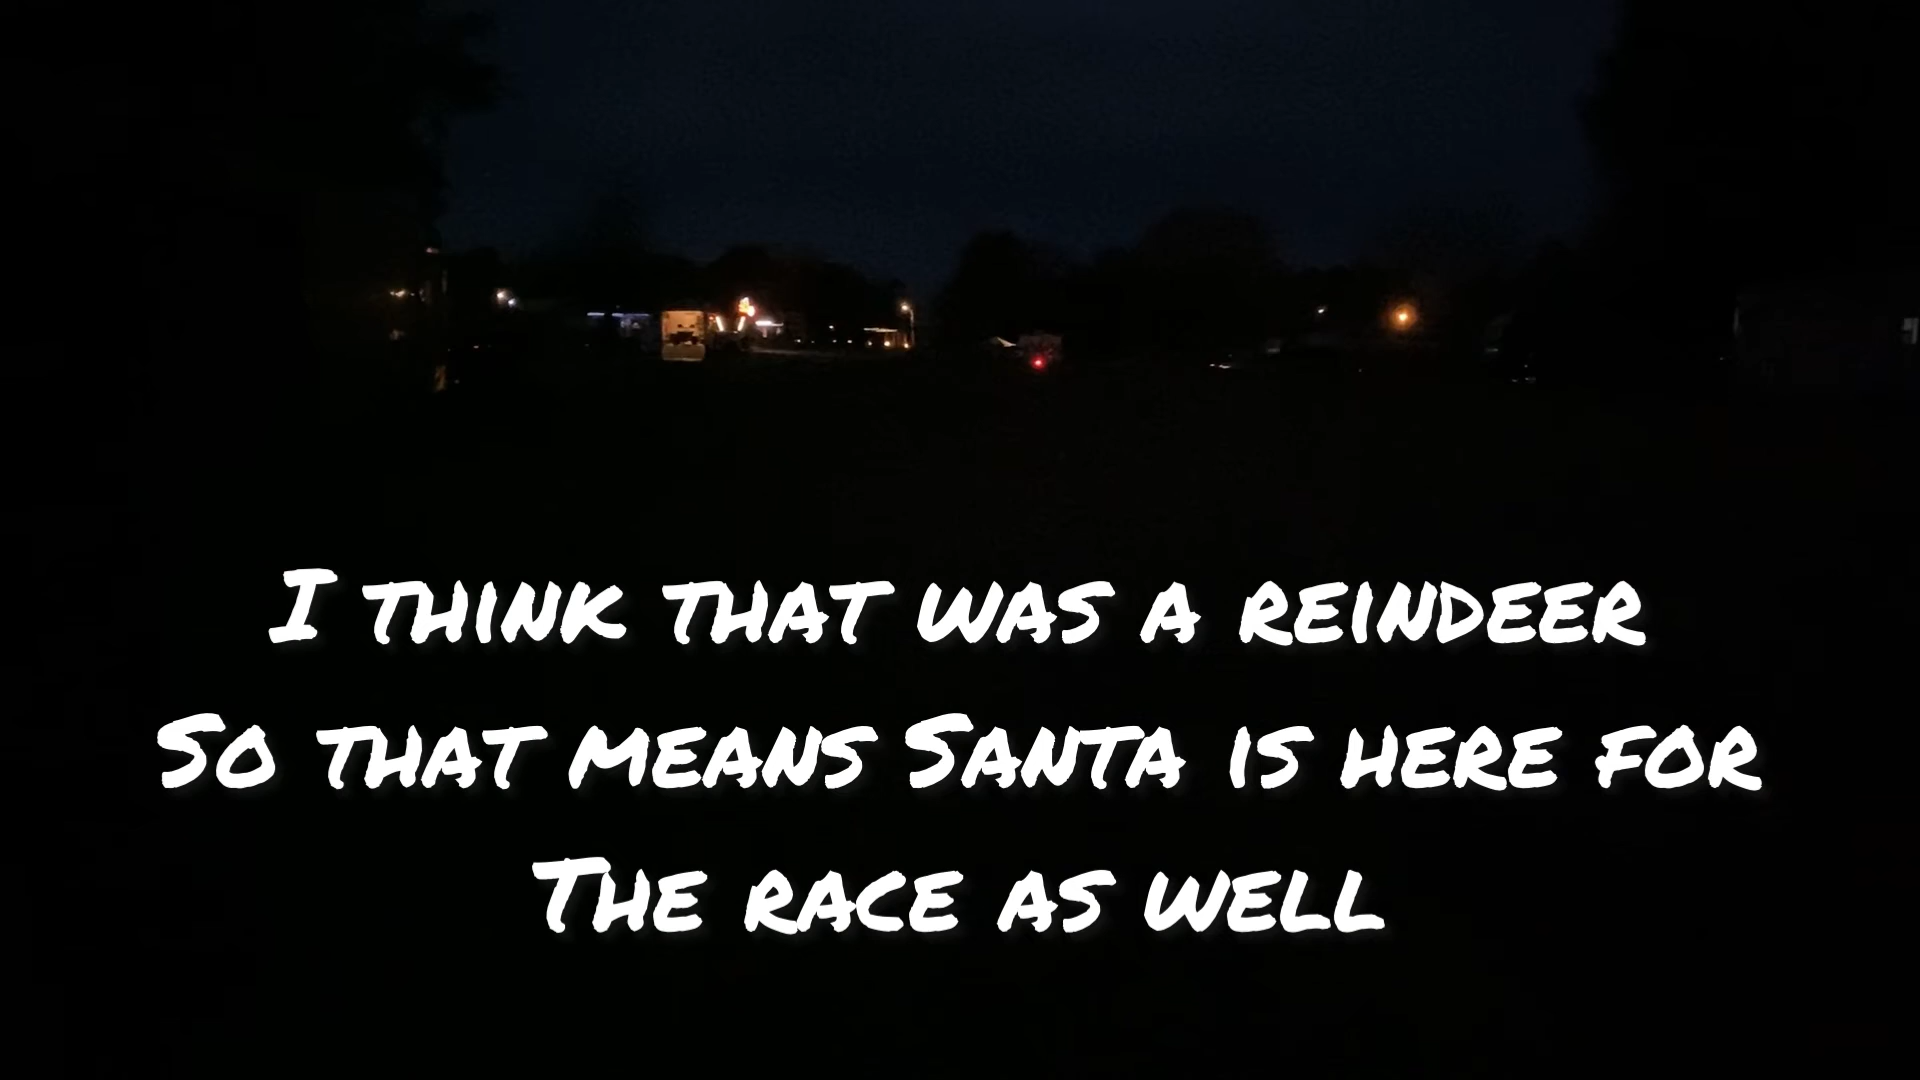 I think that was a reindeer
So that means Santa is here for
The race as well